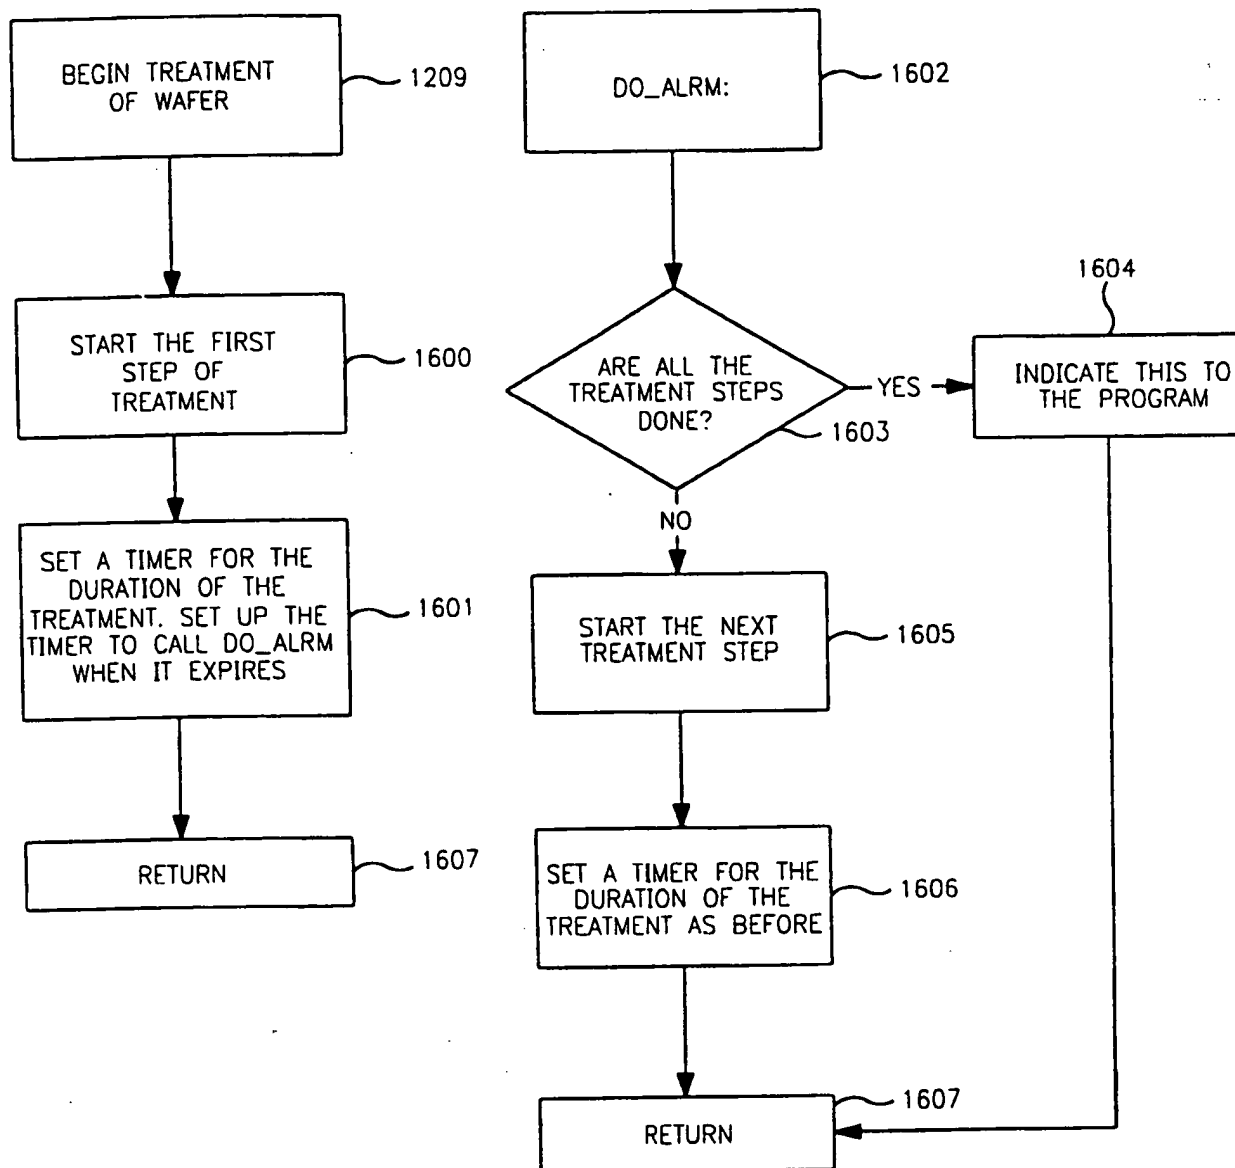 BEGIN TREATMENT
OF WAFER
1209
START THE FIRST
STEP OF
TREATMENT
1600
SET A TIMER FOR THE
DURATION OF THE
TREATMENT. SET UP THE
TIMER TO CALL DO_ALRM
WHEN IT EXPIRES
1601
RETURN
1607
DO_ALRM:
1602
ARE ALL THE
TREATMENT STEPS
DONE?
1603
YES
1604
INDICATE THIS TO
THE PROGRAM
NO
START THE NEXT
TREATMENT STEP
1605
SET A TIMER FOR THE
DURATION OF THE
TREATMENT AS BEFORE
1606
RETURN
1607